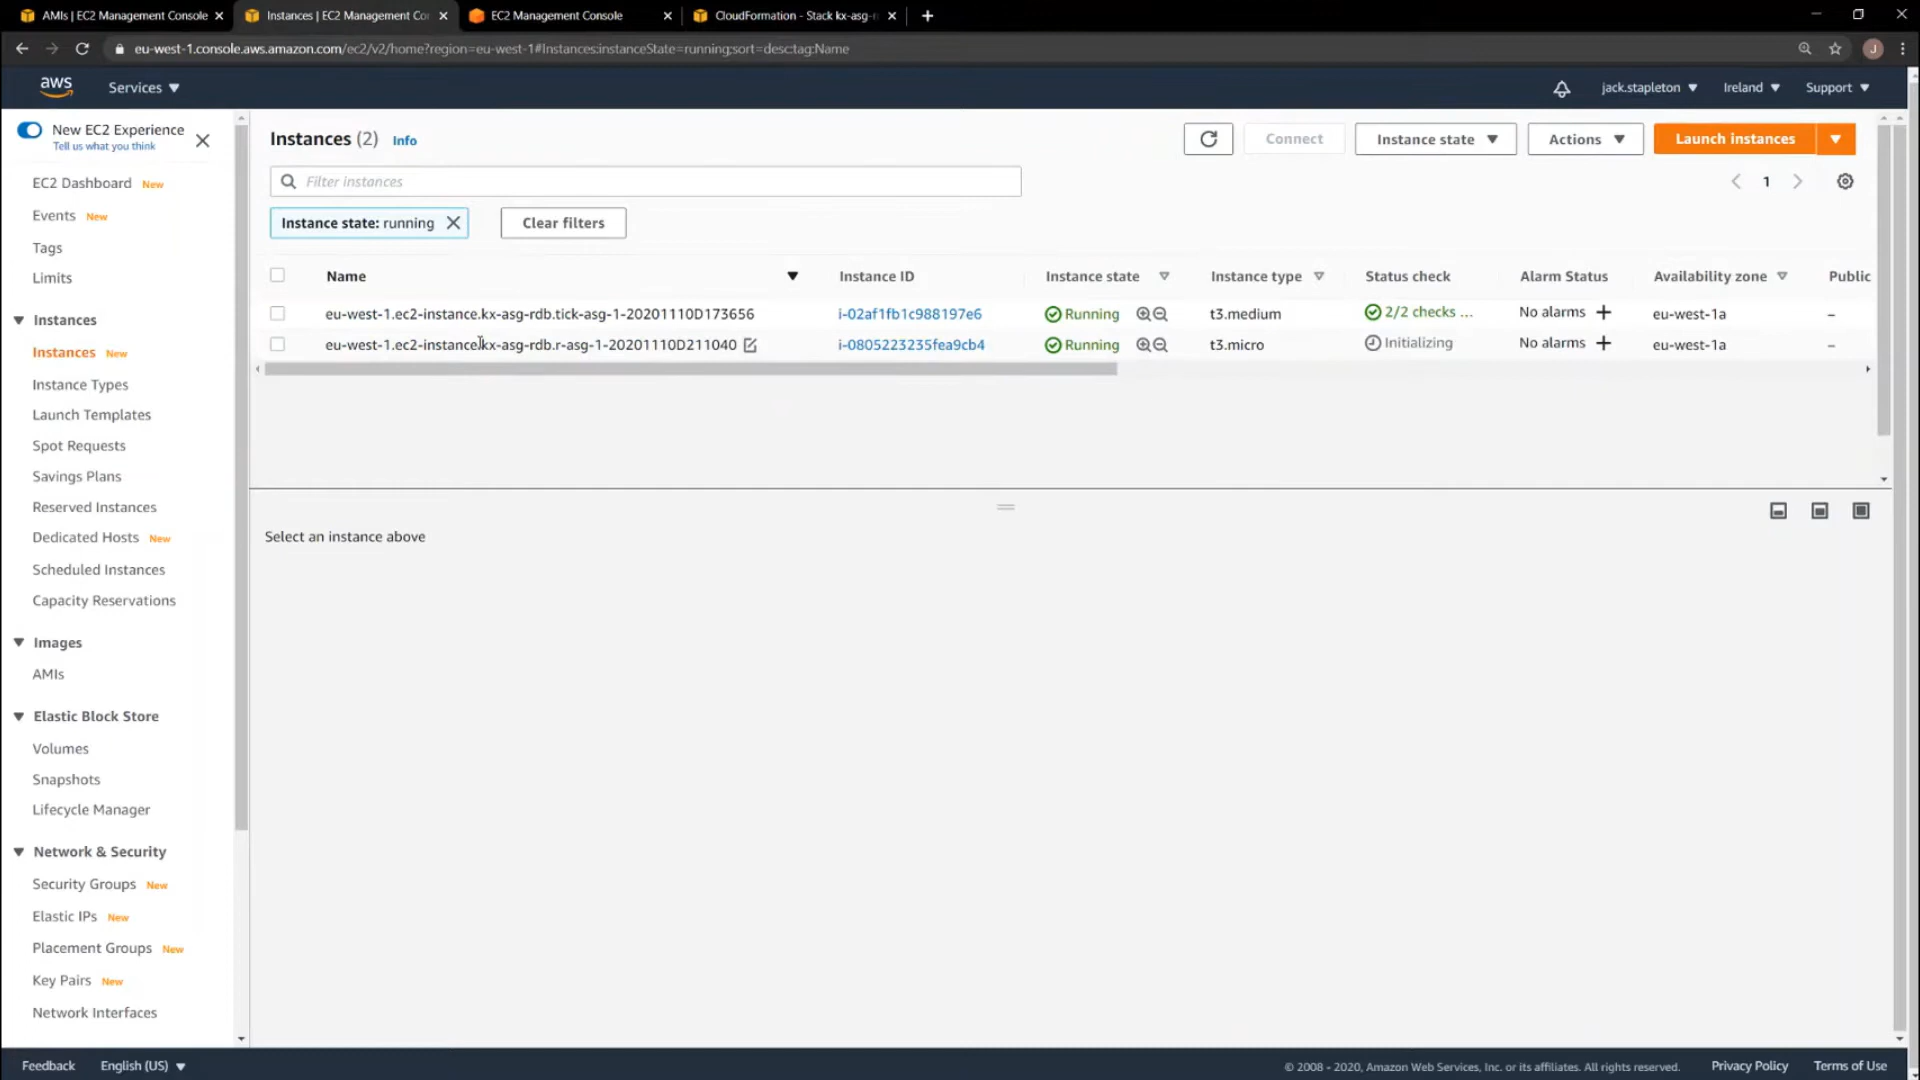 AMIs | EC2 Management Console
Instances | EC2 Management Co
EC2 Management Console
CloudFormation - Stack kx-asg-r
eu-west-1.console.aws.amazon.com/ec2/v2/home?region=eu-west-1#Instances:instanceState=running;sort=desc:tag:Name
J
aws
Services
jack.stapleton
Ireland
Support
New EC2 Experience
Tell us what you think
EC2 Dashboard New
Events New
Tags
Limits
Instances
Instances New
Instance Types
Launch Templates
Spot Requests
Savings Plans
Reserved Instances
Dedicated Hosts New
Scheduled Instances
Capacity Reservations
Images
AMIs
Elastic Block Store
Volumes
Snapshots
Lifecycle Manager
Network & Security
Security Groups New
Elastic IPs New
Placement Groups New
Key Pairs New
Network Interfaces
Instances (2) Info
Connect
Instance state
Actions
Launch instances
Filter instances
1
Instance state: running
Clear filters
Name Instance ID Instance state Instance type Status check Alarm Status Availability zone Public
eu-west-1.ec2-instance.kx-asg-rdb.tick-asg-1-20201110D173656 i-02af1fb1c988197e6 Running t3.medium 2/2 checks ... No alarms eu-west-1a –
eu-west-1.ec2-instance.kx-asg-rdb.r-asg-1-20201110D211040 i-0805223235fea9cb4 Running t3.micro Initializing No alarms eu-west-1a –
Select an instance above
Feedback
English (US)
© 2008 - 2020, Amazon Web Services, Inc. or its affiliates. All rights reserved.
Privacy Policy
Terms of Use